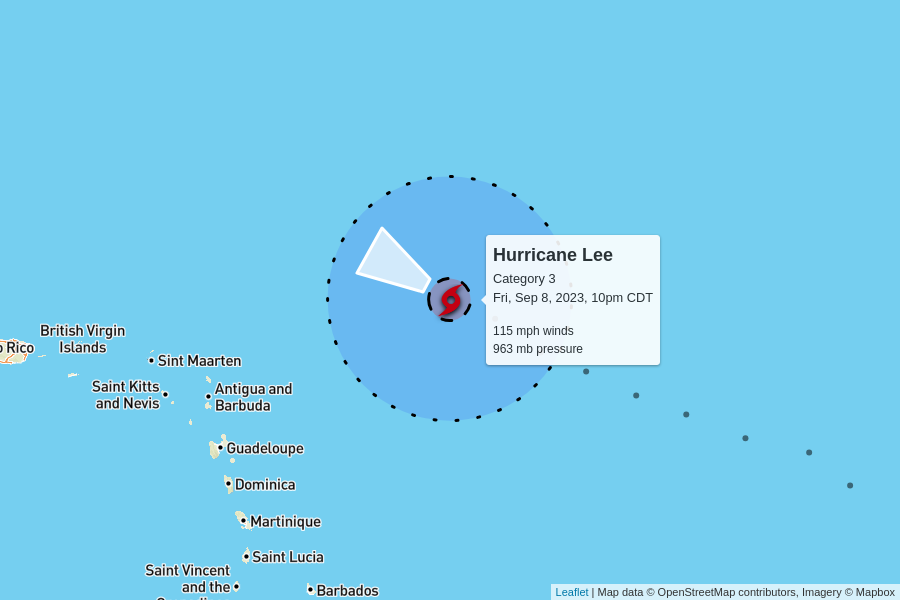 Hurricane Lee
Category 3
Fri, Sep 8, 2023, 10pm CDT
115 mph winds
963 mb pressure
British Virgin
Islands
Rico
Sint Maarten
Saint Kitts
and Nevis
Antigua and
Barbuda
Guadeloupe
Dominica
Martinique
Saint Lucia
Saint Vincent
and the
Barbados
Leaflet | Map data © OpenStreetMap contributors, Imagery © Mapbox